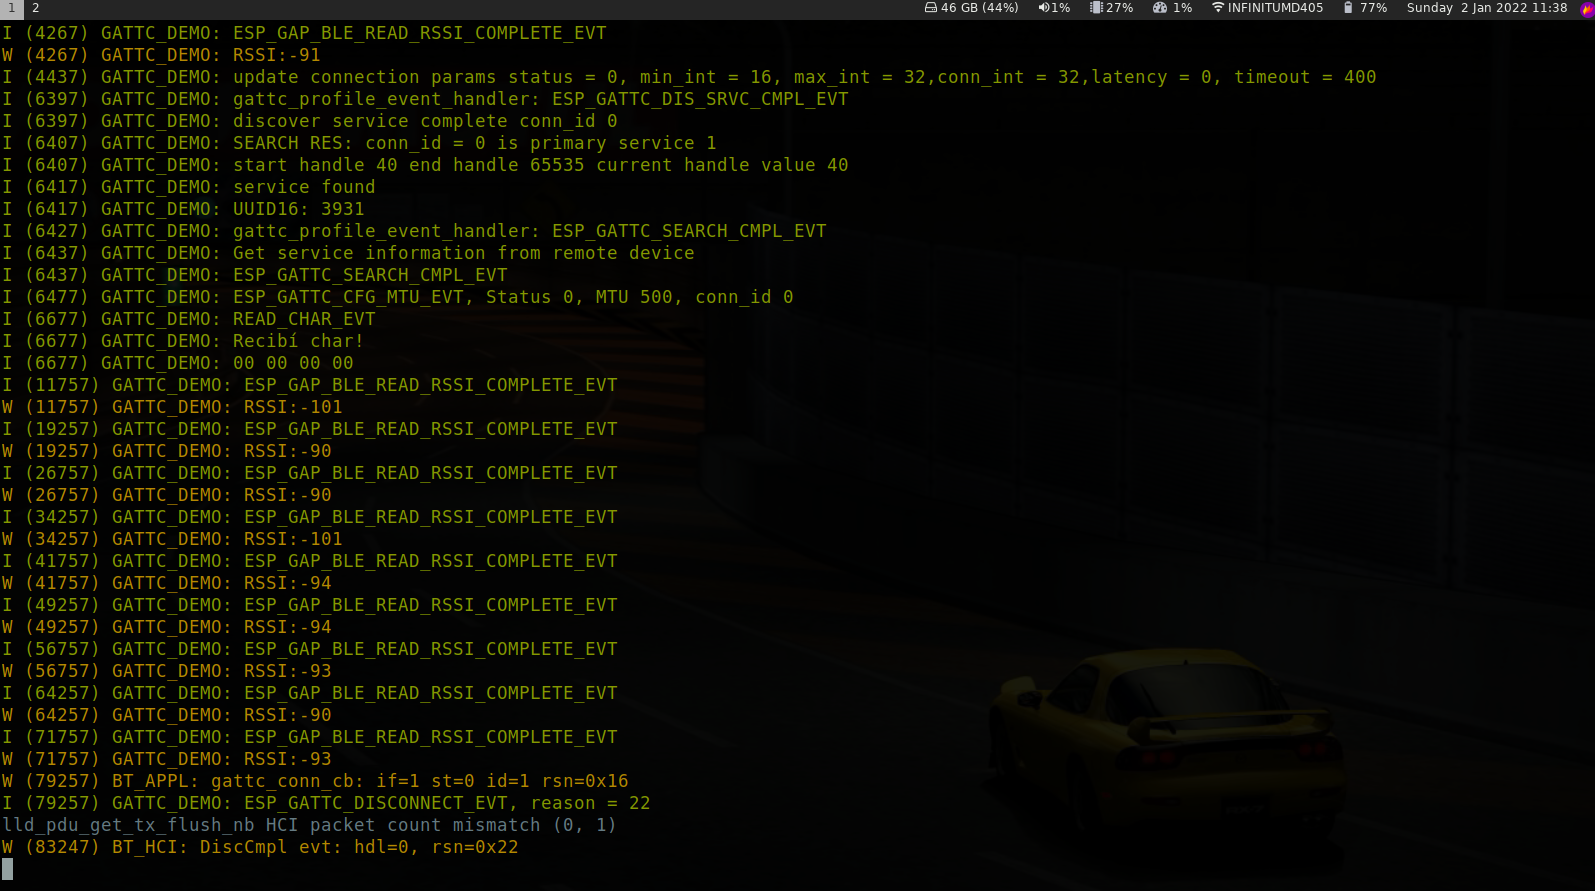 1 2 46 GB (44%) 1% 27% 1% INFINITUMD405 77% Sunday 2 Jan 2022 11:38
I (4267) GATTC_DEMO: ESP_GAP_BLE_READ_RSSI_COMPLETE_EVT
W (4267) GATTC_DEMO: RSSI:-91
I (4437) GATTC_DEMO: update connection params status = 0, min_int = 16, max_int = 32,conn_int = 32,latency = 0, timeout = 400
I (6397) GATTC_DEMO: gattc_profile_event_handler: ESP_GATTC_DIS_SRVC_CMPL_EVT
I (6397) GATTC_DEMO: discover service complete conn_id 0
I (6407) GATTC_DEMO: SEARCH RES: conn_id = 0 is primary service 1
I (6407) GATTC_DEMO: start handle 40 end handle 65535 current handle value 40
I (6417) GATTC_DEMO: service found
I (6417) GATTC_DEMO: UUID16: 3931
I (6427) GATTC_DEMO: gattc_profile_event_handler: ESP_GATTC_SEARCH_CMPL_EVT
I (6437) GATTC_DEMO: Get service information from remote device
I (6437) GATTC_DEMO: ESP_GATTC_SEARCH_CMPL_EVT
I (6477) GATTC_DEMO: ESP_GATTC_CFG_MTU_EVT, Status 0, MTU 500, conn_id 0
I (6677) GATTC_DEMO: READ_CHAR_EVT
I (6677) GATTC_DEMO: Recibí char!
I (6677) GATTC_DEMO: 00 00 00 00
I (11757) GATTC_DEMO: ESP_GAP_BLE_READ_RSSI_COMPLETE_EVT
W (11757) GATTC_DEMO: RSSI:-101
I (19257) GATTC_DEMO: ESP_GAP_BLE_READ_RSSI_COMPLETE_EVT
W (19257) GATTC_DEMO: RSSI:-90
I (26757) GATTC_DEMO: ESP_GAP_BLE_READ_RSSI_COMPLETE_EVT
W (26757) GATTC_DEMO: RSSI:-90
I (34257) GATTC_DEMO: ESP_GAP_BLE_READ_RSSI_COMPLETE_EVT
W (34257) GATTC_DEMO: RSSI:-101
I (41757) GATTC_DEMO: ESP_GAP_BLE_READ_RSSI_COMPLETE_EVT
W (41757) GATTC_DEMO: RSSI:-94
I (49257) GATTC_DEMO: ESP_GAP_BLE_READ_RSSI_COMPLETE_EVT
W (49257) GATTC_DEMO: RSSI:-94
I (56757) GATTC_DEMO: ESP_GAP_BLE_READ_RSSI_COMPLETE_EVT
W (56757) GATTC_DEMO: RSSI:-93
I (64257) GATTC_DEMO: ESP_GAP_BLE_READ_RSSI_COMPLETE_EVT
W (64257) GATTC_DEMO: RSSI:-90
I (71757) GATTC_DEMO: ESP_GAP_BLE_READ_RSSI_COMPLETE_EVT
W (71757) GATTC_DEMO: RSSI:-93
W (79257) BT_APPL: gattc_conn_cb: if=1 st=0 id=1 rsn=0x16
I (79257) GATTC_DEMO: ESP_GATTC_DISCONNECT_EVT, reason = 22
lld_pdu_get_tx_flush_nb HCI packet count mismatch (0, 1)
W (83247) BT_HCI: DiscCmpl evt: hdl=0, rsn=0x22